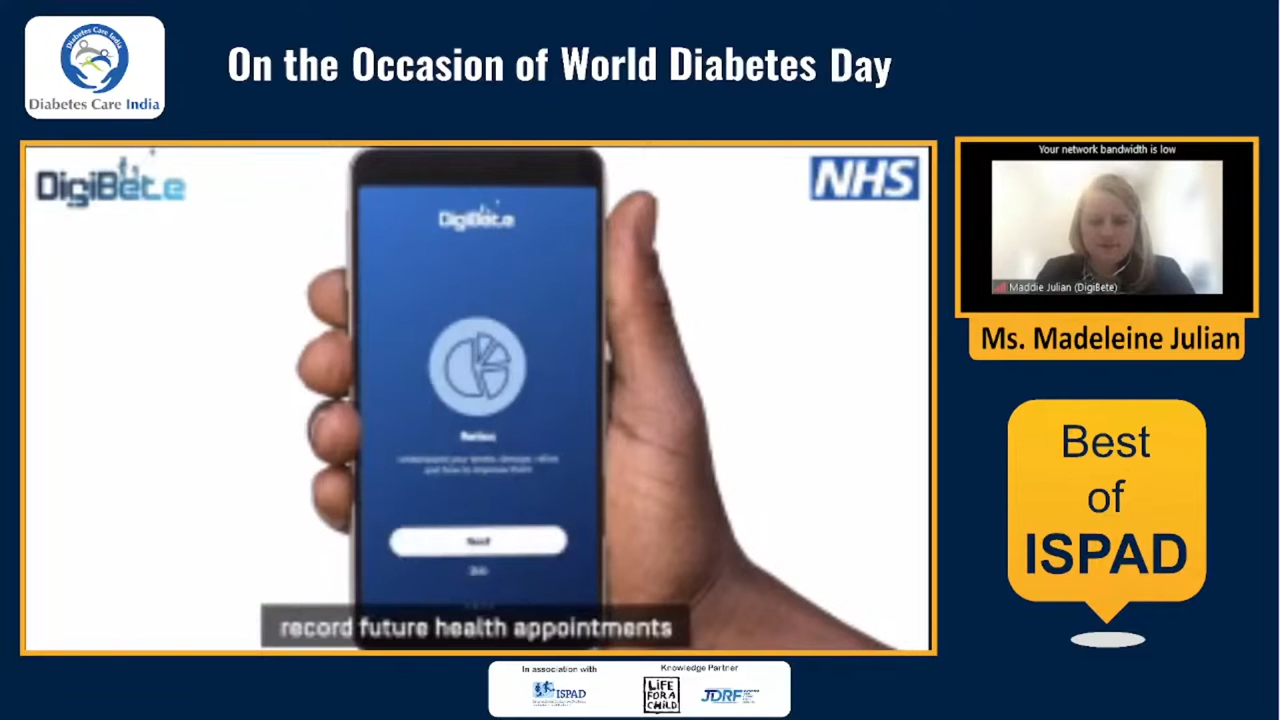 Diabetes Care India
Diabetes Care India
On the Occasion of World Diabetes Day
DigiBete
NHS
DigiBete
record future health appointments
Your network bandwidth is low
Maddie Julian (DigiBete)
Ms. Madeleine Julian
Best
of
ISPAD
In association with
ISPAD
Knowledge Partner
LiFE
FOR A
CHiLD
JDRF